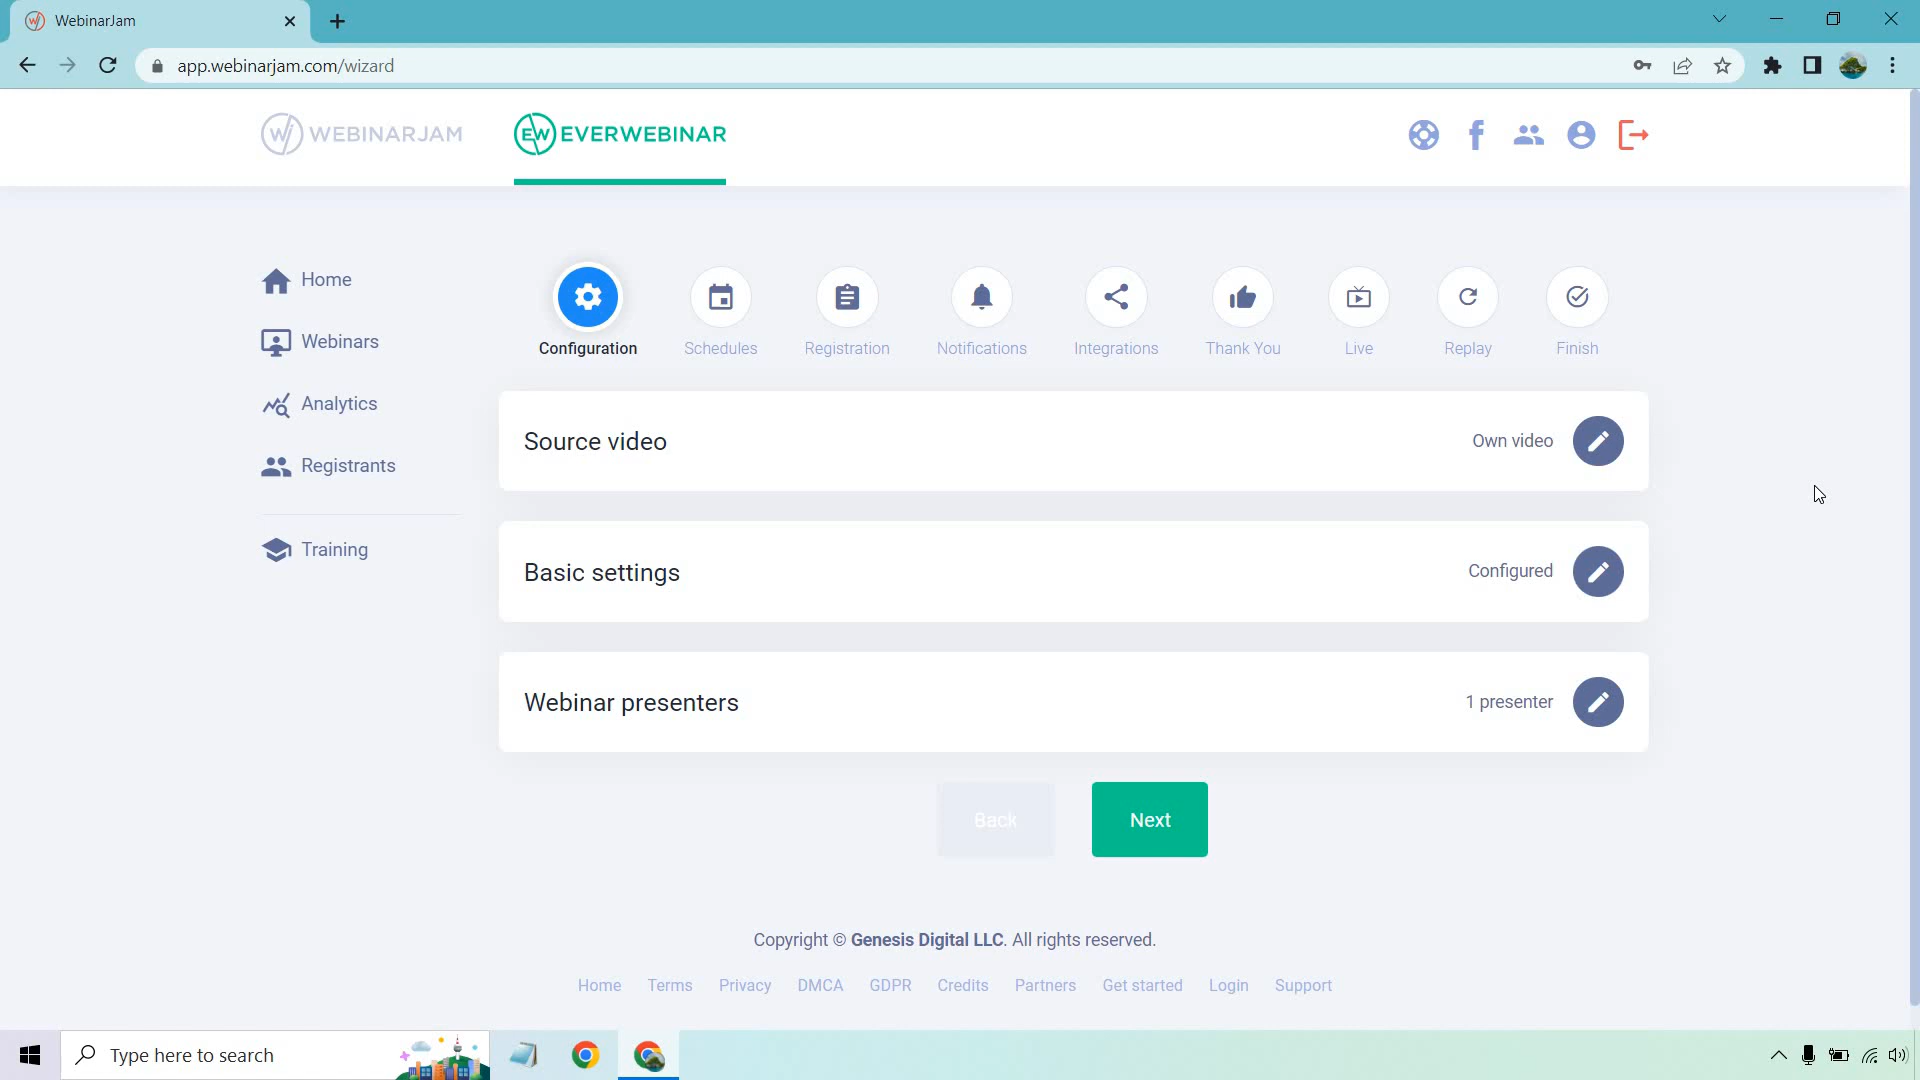 WebinarJam
app.webinarjam.com/wizard
WEBINARJAM
EVERWEBINAR
Home
Webinars
Analytics
Registrants
Training
Configuration
Schedules
Registration
Notifications
Integrations
Thank You
Live
Replay
Finish
Source video
Own video
Basic settings
Configured
Webinar presenters
1 presenter
Back
Next
Copyright © Genesis Digital LLC. All rights reserved.
Home Terms Privacy DMCA GDPR Credits Partners Get started Login Support
Type here to search